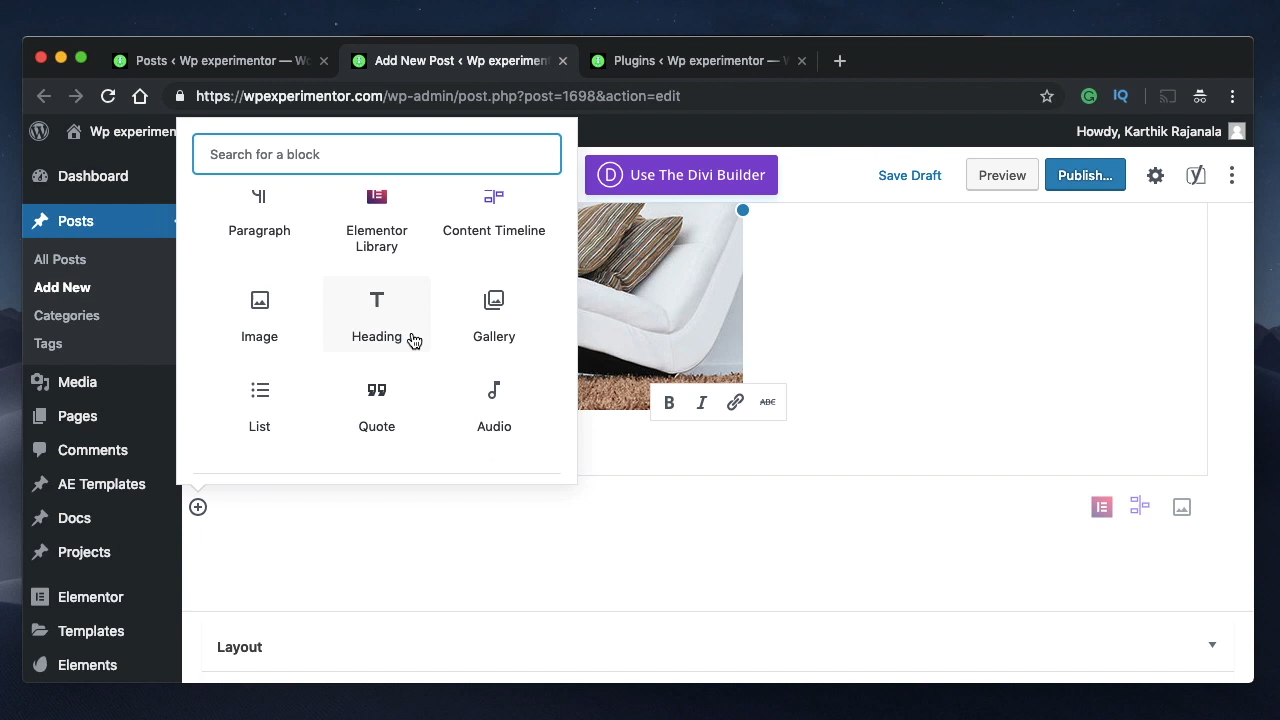 Posts ‹ Wp experimentor — Wo
Add New Post ‹ Wp experiment
Plugins ‹ Wp experimentor — W
https://wpexperimentor.com/wp-admin/post.php?post=1698&action=edit
IQ
Wp experimen
Howdy, Karthik Rajanala
Search for a block
Use The Divi Builder
Save Draft
Preview
Publish...
Dashboard
Posts
All Posts
Add New
Categories
Tags
Media
Pages
Comments
AE Templates
Docs
Projects
Elementor
Templates
Elements
Paragraph
Elementor
Library
Content Timeline
Image
Heading
Gallery
List
Quote
Audio
B I ABC
Layout